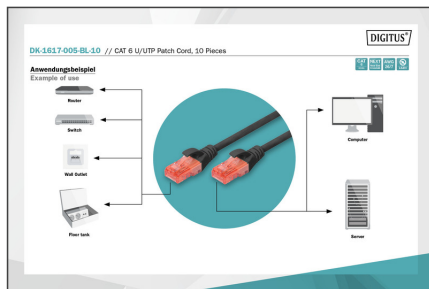 DIGITUS®
DK-1617-005-BL-10 // CAT 6 U/UTP Patch Cord, 10 Pieces
Anwendungsbeispiel
Example of use
Router
Switch
Wall Outlet
Floor tank
Computer
Server